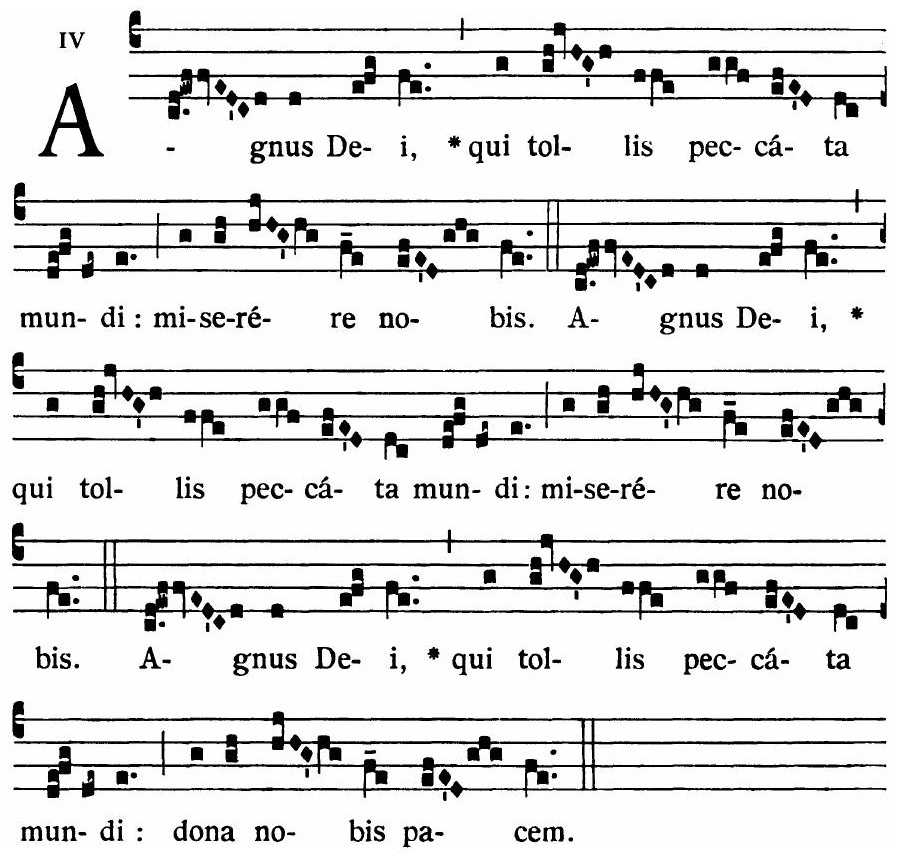 IV
A- gnus De- i, * qui tol- lis pec- cá- ta
mun- di : mi-se-ré- re no- bis. A- gnus De- i, *
qui tol- lis pec- cá- ta mun- di : mi-se-ré- re no-
bis. A- gnus De- i, * qui tol- lis pec- cá- ta
mun- di : dona no- bis pa- cem.